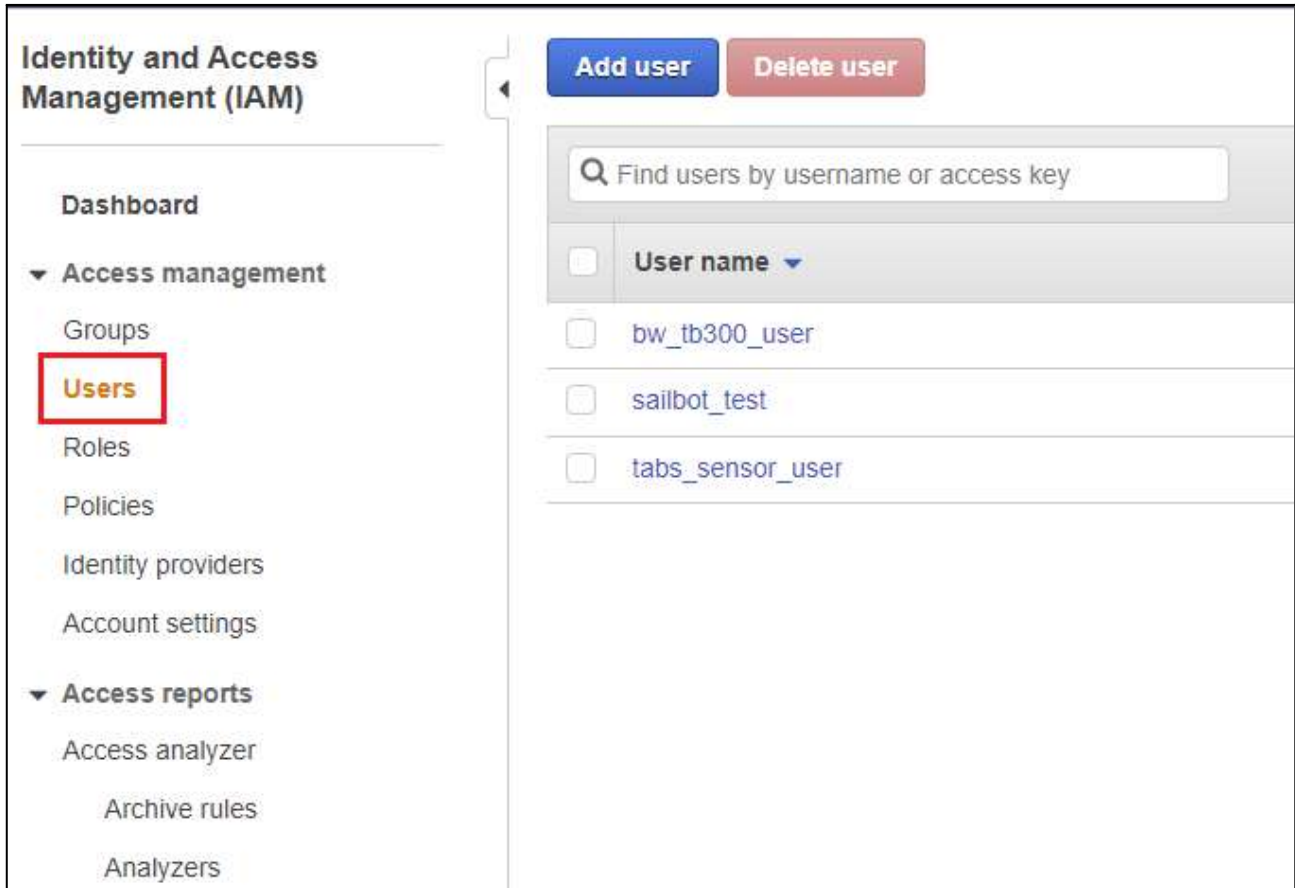 Identity and Access
Management (IAM)
Dashboard
Access management
Groups
Users
Roles
Policies
Identity providers
Account settings
Access reports
Access analyzer
Archive rules
Analyzers
Add user
Delete user
Find users by username or access key
User name
bw_tb300_user
sailbot_test
tabs_sensor_user